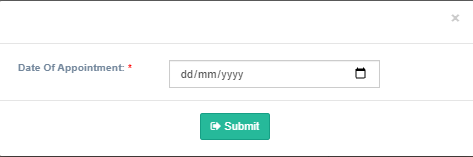 ×
Date Of Appointment: *
dd/mm/yyyy
Submit